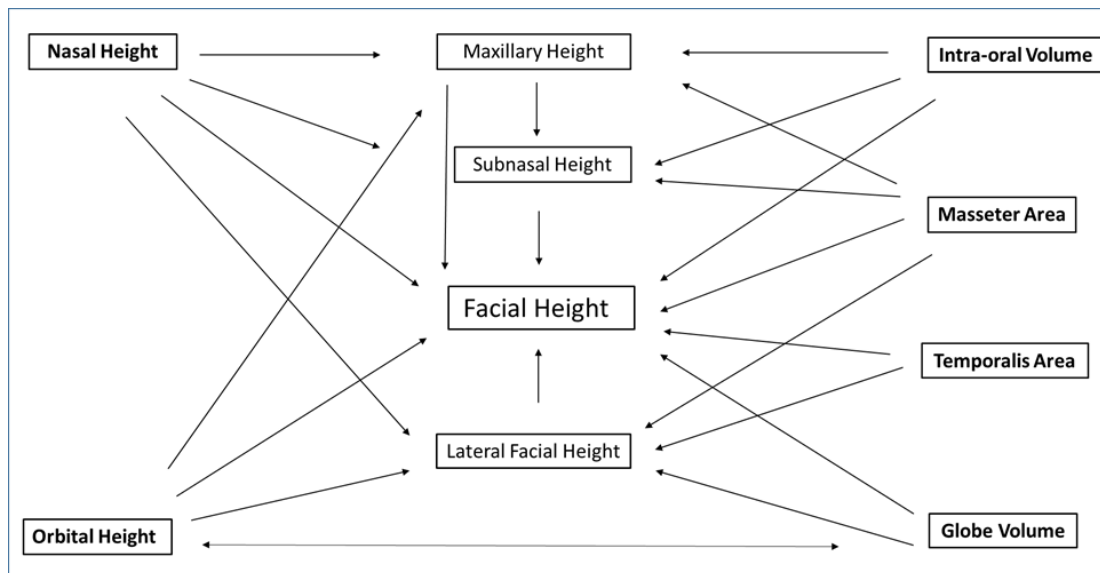 Nasal Height
Maxillary Height
Intra-oral Volume
Subnasal Height
Masseter Area
Facial Height
Temporalis Area
Lateral Facial Height
Orbital Height
Globe Volume